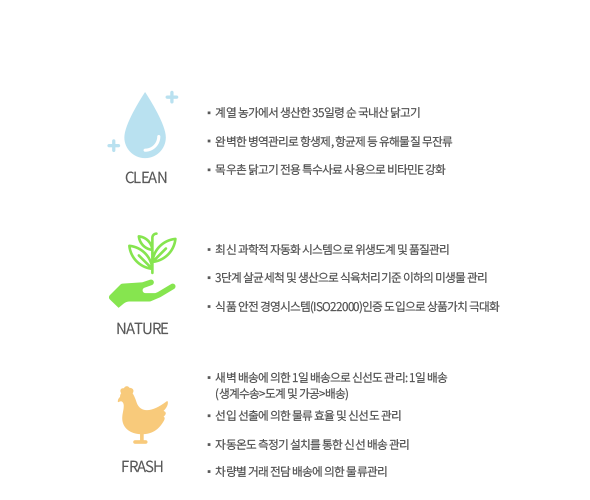 계열 농가에서 생산한 35일령 순 국내산 닭고기
완벽한 병역관리로 항생제, 항균제 등 유해물질 무잔류
목우촌 닭고기 전용 특수사료 사용으로 비타민E 강화
CLEAN
최신 과학적 자동화 시스템으로 위생도계 및 품질관리
3단계 살균세척 및 생산으로 식육처리기준 이하의 미생물 관리
식품 안전 경영시스템(ISO22000)인증 도입으로 상품가치 극대화
NATURE
새벽 배송에 의한 1일 배송으로 신선도 관리: 1일 배송
(생계수송>도계 및 가공>배송)
선입 선출에 의한 물류 효율 및 신선도 관리
자동온도 측정기 설치를 통한 신선 배송 관리
차량별 거래 전담 배송에 의한 물류관리
FRASH